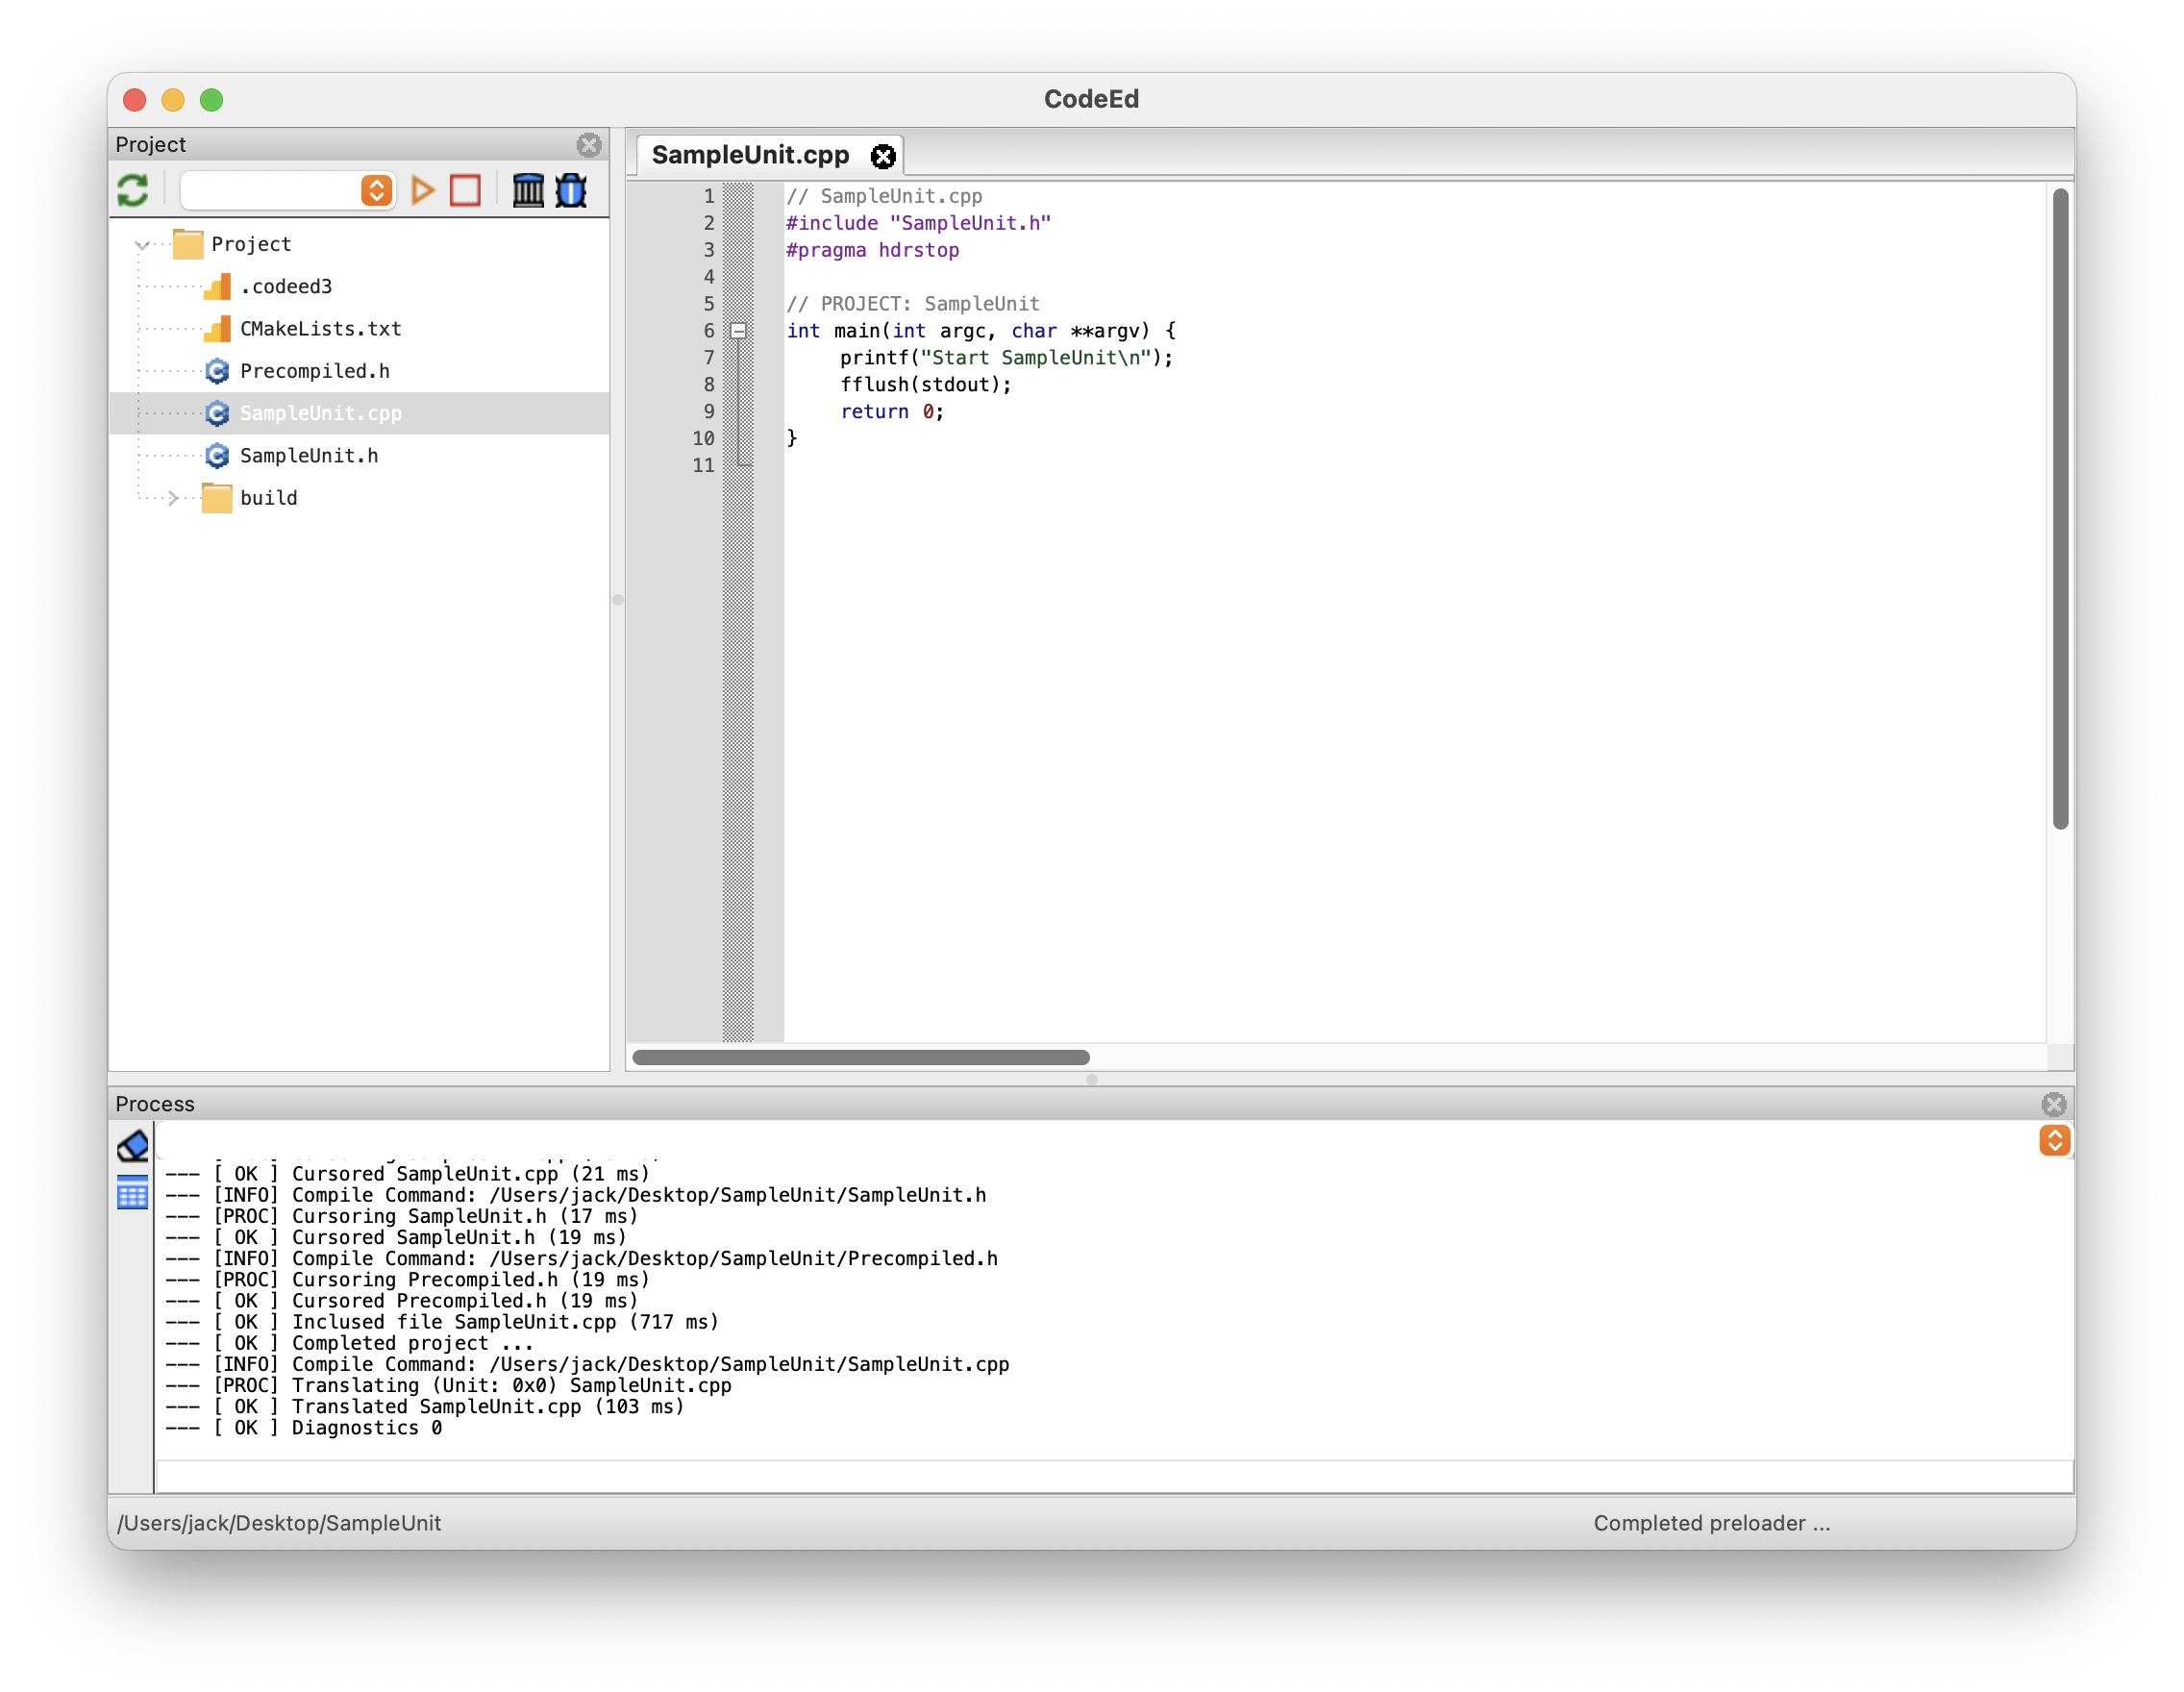 CodeEd
Project
Project
.codeed3
CMakeLists.txt
Precompiled.h
SampleUnit.cpp
SampleUnit.h
build
SampleUnit.cpp
1 // SampleUnit.cpp
2 #include "SampleUnit.h"
3 #pragma hdrstop
4
5 // PROJECT: SampleUnit
6 int main(int argc, char **argv) {
7 printf("Start SampleUnit\n");
8 fflush(stdout);
9 return 0;
10 }
11
Process
--- [ OK ] Cursored SampleUnit.cpp (21 ms)
--- [INFO] Compile Command: /Users/jack/Desktop/SampleUnit/SampleUnit.h
--- [PROC] Cursoring SampleUnit.h (17 ms)
--- [ OK ] Cursored SampleUnit.h (19 ms)
--- [INFO] Compile Command: /Users/jack/Desktop/SampleUnit/Precompiled.h
--- [PROC] Cursoring Precompiled.h (19 ms)
--- [ OK ] Cursored Precompiled.h (19 ms)
--- [ OK ] Inclused file SampleUnit.cpp (717 ms)
--- [ OK ] Completed project ...
--- [INFO] Compile Command: /Users/jack/Desktop/SampleUnit/SampleUnit.cpp
--- [PROC] Translating (Unit: 0x0) SampleUnit.cpp
--- [ OK ] Translated SampleUnit.cpp (103 ms)
--- [ OK ] Diagnostics 0
/Users/jack/Desktop/SampleUnit
Completed preloader ...